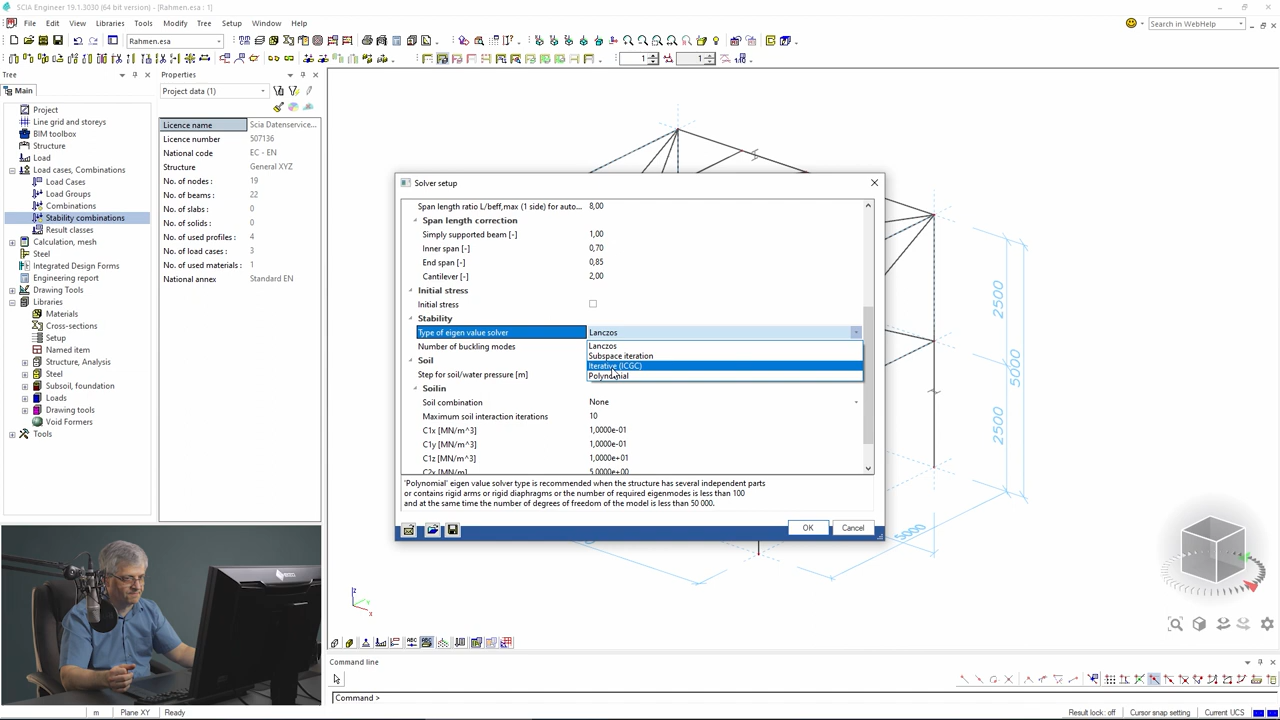 SCIA Engineer 19.1.3030 (64 bit version) - [Rahmen.esa : 1]
File Edit View Libraries Tools Modify Tree Setup Window Help
Search in WebHelp
Rahmen.esa
1 1
Tree
Main
Project
Line grid and storeys
BIM toolbox
Structure
Load
Load cases, Combinations
Load Cases
Load Groups
Combinations
Stability combinations
Result classes
Calculation, mesh
Steel
Integrated Design Forms
Engineering report
Drawing Tools
Libraries
Materials
Cross-sections
Setup
Named item
Structure, Analysis
Steel
Subsoil, foundation
Loads
Drawing tools
Void Formers
Tools
Properties
Project data (1)
Licence name Scia Datenservice...
Licence number 507136
National code EC - EN
Structure General XYZ
No. of nodes : 19
No. of beams : 22
No. of slabs : 0
No. of solids : 0
No. of used profiles : 4
No. of load cases : 3
No. of used materials : 1
National annex Standard EN
Solver setup
Span length ratio L/beff,max (1 side) for auto... 8,00
Span length correction
Simply supported beam [-] 1,00
Inner span [-] 0,70
End span [-] 0,85
Cantilever [-] 2,00
Initial stress
Initial stress
Stability
Type of eigen value solver Lanczos
Number of buckling modes
Lanczos
Subspace iteration
Iterative (ICGC)
Polynomial
Soil
Step for soil/water pressure [m]
Soilin
Soil combination None
Maximum soil interaction iterations 10
C1x [MN/m^3] 1,0000e-01
C1y [MN/m^3] 1,0000e-01
C1z [MN/m^3] 1,0000e+01
C2x [MN/m] 5,0000e+00
'Polynomial' eigen value solver type is recommended when the structure has several independent parts
or contains rigid arms or rigid diaphragms or the number of required eigenmodes is less than 100
and at the same time the number of degrees of freedom of the model is less than 50 000.
OK Cancel
2500
5000
2500
5000
z
y
x
ABC
Command line
Command >
m Plane XY Ready
Result lock: off Cursor snap setting Current UCS